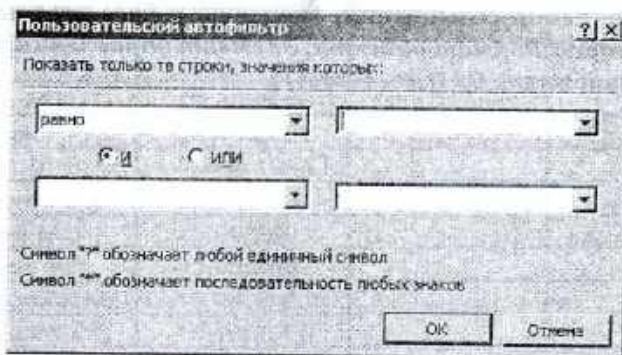 Пользовательский автофильтр ? ×
Показать только те строки, значения которых:
равно
И ИЛИ
Символ "?" обозначает любой единичный символ
Символ "*" обозначает последовательность любых знаков
ОК Отмена